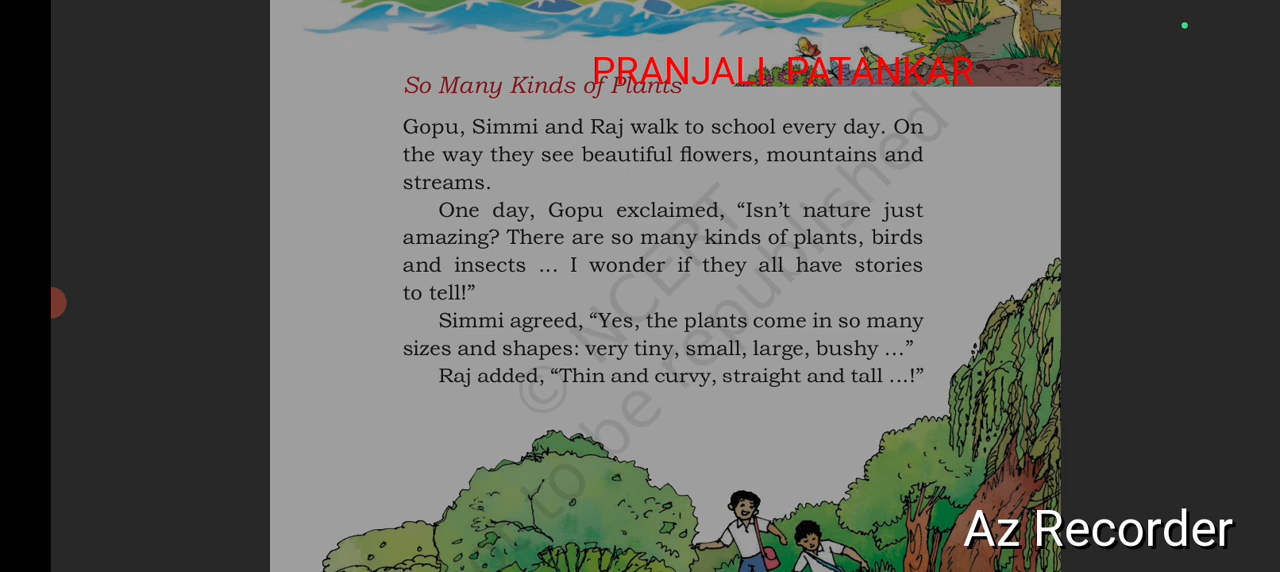 PRANJALI PATANKAR
So Many Kinds of Plants
Gopu, Simmi and Raj walk to school every day. On
the way they see beautiful flowers, mountains and
streams.
One day, Gopu exclaimed, “Isn’t nature just
amazing? There are so many kinds of plants, birds
and insects ... I wonder if they all have stories
to tell!”
Simmi agreed, “Yes, the plants come in so many
sizes and shapes: very tiny, small, large, bushy ...”
Raj added, “Thin and curvy, straight and tall ...!”
© NCERT
to be republished
Az Recorder